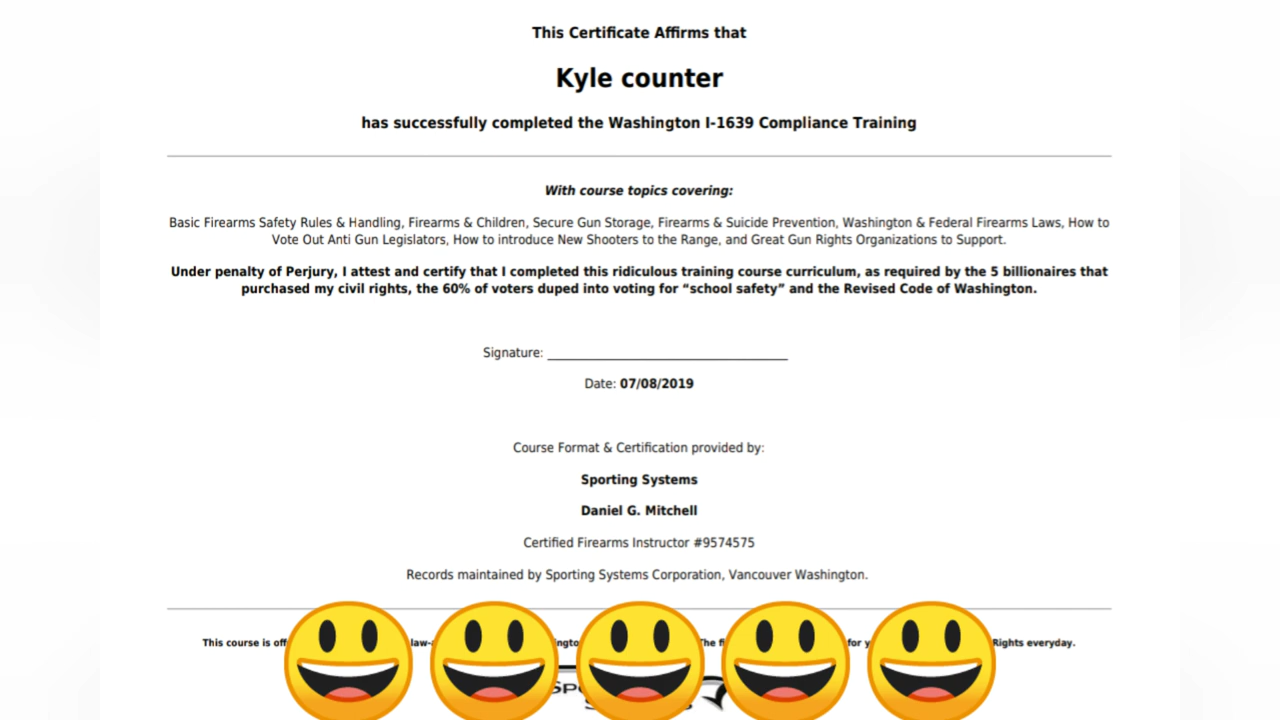 This Certificate Affirms that
Kyle counter
has successfully completed the Washington I-1639 Compliance Training
With course topics covering:
Basic Firearms Safety Rules & Handling, Firearms & Children, Secure Gun Storage, Firearms & Suicide Prevention, Washington & Federal Firearms Laws, How to
Vote Out Anti Gun Legislators, How to introduce New Shooters to the Range, and Great Gun Rights Organizations to Support.
Under penalty of Perjury, I attest and certify that I completed this ridiculous training course curriculum, as required by the 5 billionaires that
purchased my civil rights, the 60% of voters duped into voting for “school safety” and the Revised Code of Washington.
Signature:
Date: 07/08/2019
Course Format & Certification provided by:
Sporting Systems
Daniel G. Mitchell
Certified Firearms Instructor #9574575
Records maintained by Sporting Systems Corporation, Vancouver Washington.
This course is The for Rights everyday.